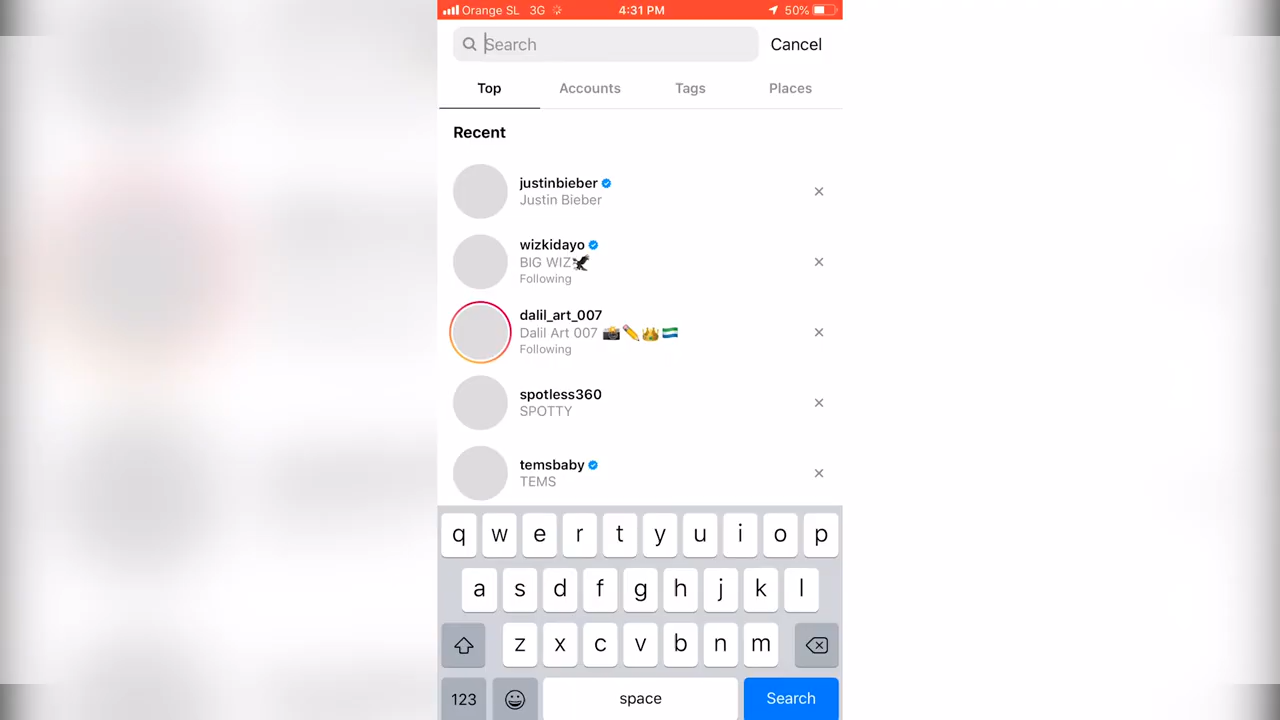 Orange SL 3G 4:31 PM 50%
Search Cancel
Top Accounts Tags Places
Recent
justinbieber
Justin Bieber
wizkidayo
BIG WIZ🦅
Following
dalil_art_007
Dalil Art 007 📸✏️👑🇸🇱
Following
spotless360
SPOTTY
temsbaby
TEMS
q w e r t y u i o p
a s d f g h j k l
z x c v b n m
123 space Search